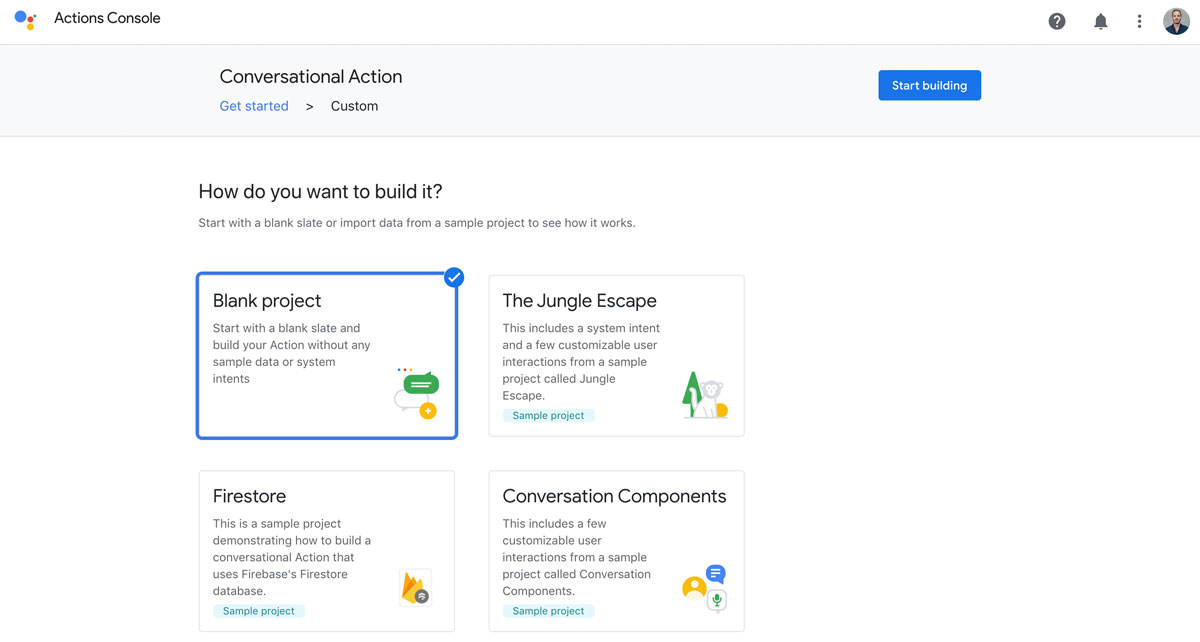 Actions Console
Conversational Action
Get started > Custom
Start building
How do you want to build it?
Start with a blank slate or import data from a sample project to see how it works.
Blank project
Start with a blank slate and
build your Action without any
sample data or system
intents
The Jungle Escape
This includes a system intent
and a few customizable user
interactions from a sample
project called Jungle
Escape.
Sample project
Firestore
This is a sample project
demonstrating how to build a
conversational Action that
uses Firebase's Firestore
database.
Sample project
Conversation Components
This includes a few
customizable user
interactions from a sample
project called Conversation
Components.
Sample project